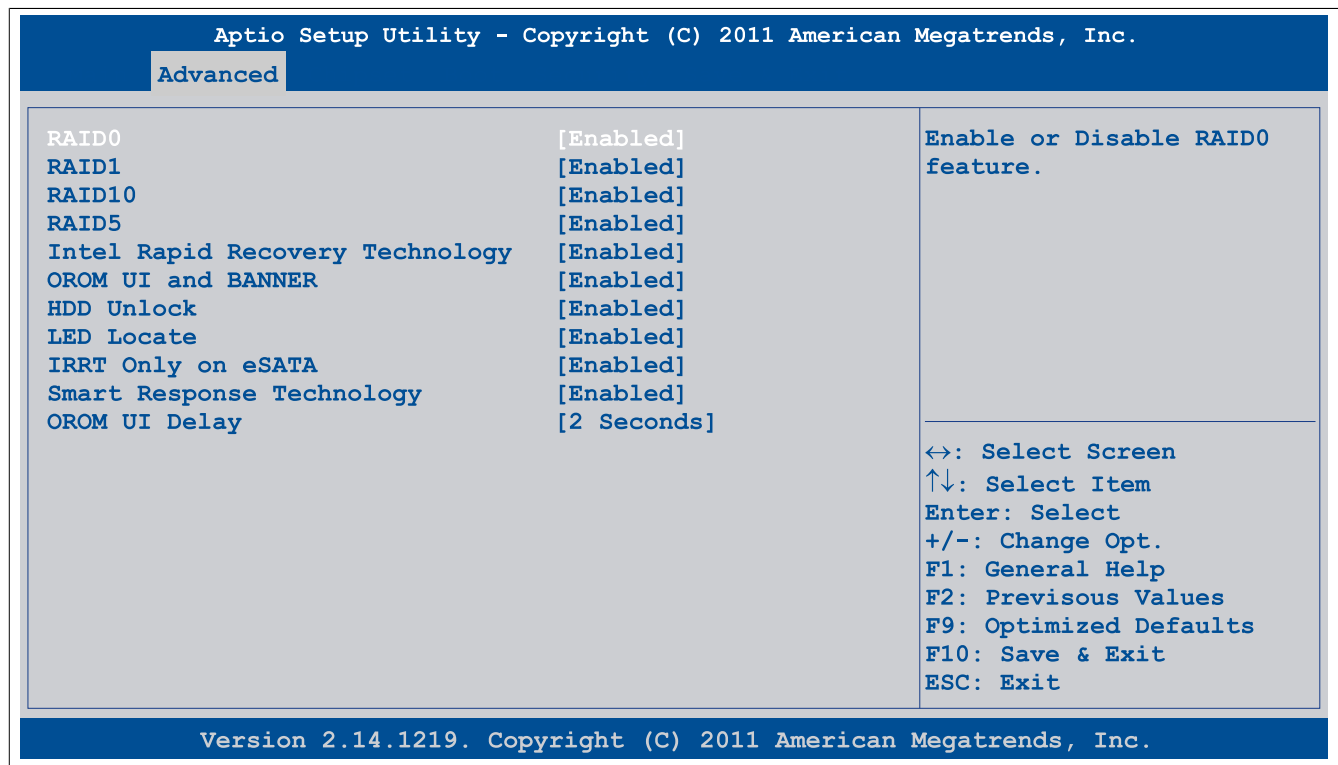 Aptio Setup Utility - Copyright (C) 2011 American Megatrends, Inc.
Advanced
RAID0 [Enabled]
RAID1 [Enabled]
RAID10 [Enabled]
RAID5 [Enabled]
Intel Rapid Recovery Technology [Enabled]
OROM UI and BANNER [Enabled]
HDD Unlock [Enabled]
LED Locate [Enabled]
IRRT Only on eSATA [Enabled]
Smart Response Technology [Enabled]
OROM UI Delay [2 Seconds]
Enable or Disable RAID0
feature.
↔: Select Screen
↑↓: Select Item
Enter: Select
+/-: Change Opt.
F1: General Help
F2: Previsous Values
F9: Optimized Defaults
F10: Save & Exit
ESC: Exit
Version 2.14.1219. Copyright (C) 2011 American Megatrends, Inc.